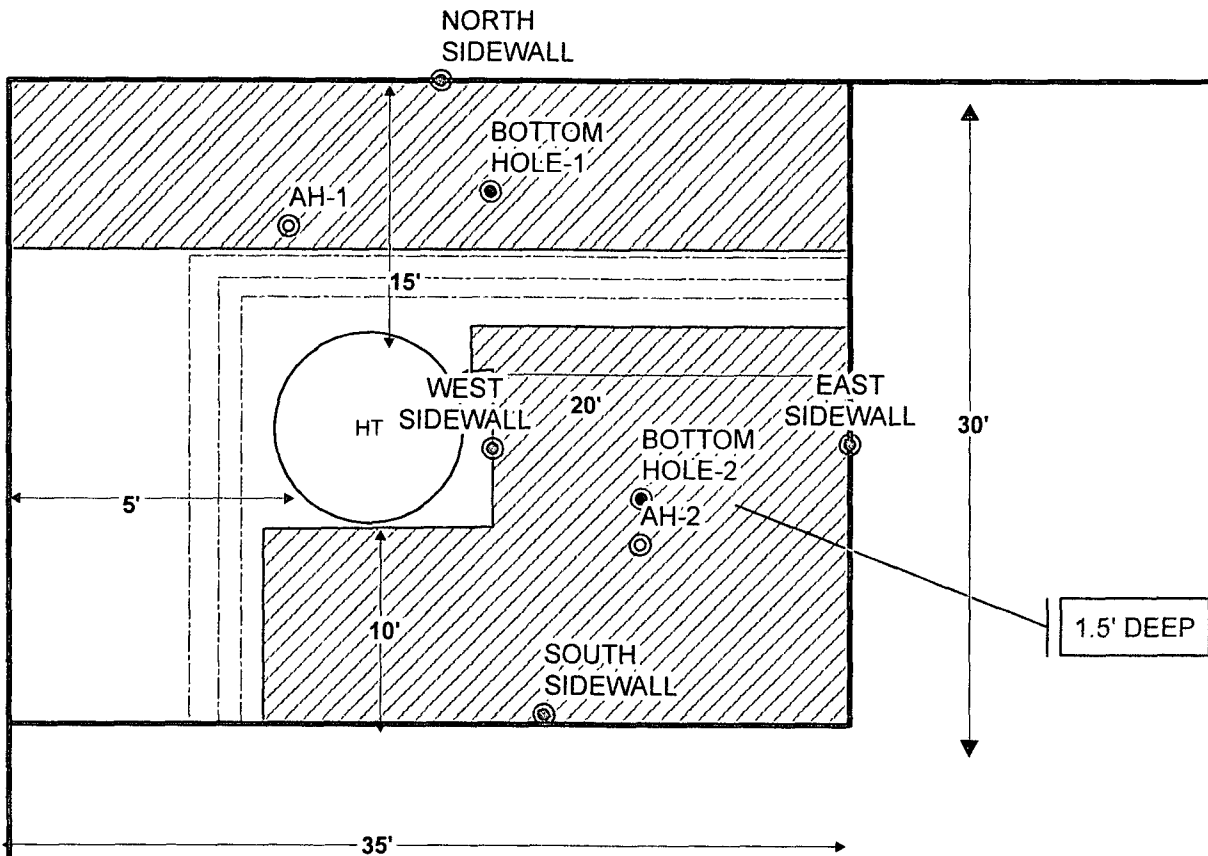 NORTH
SIDEWALL
BOTTOM
HOLE-1
AH-1
15'
WEST
SIDEWALL
EAST
SIDEWALL
20'
HT
30'
BOTTOM
HOLE-2
5'
AH-2
10'
1.5' DEEP
SOUTH
SIDEWALL
35'